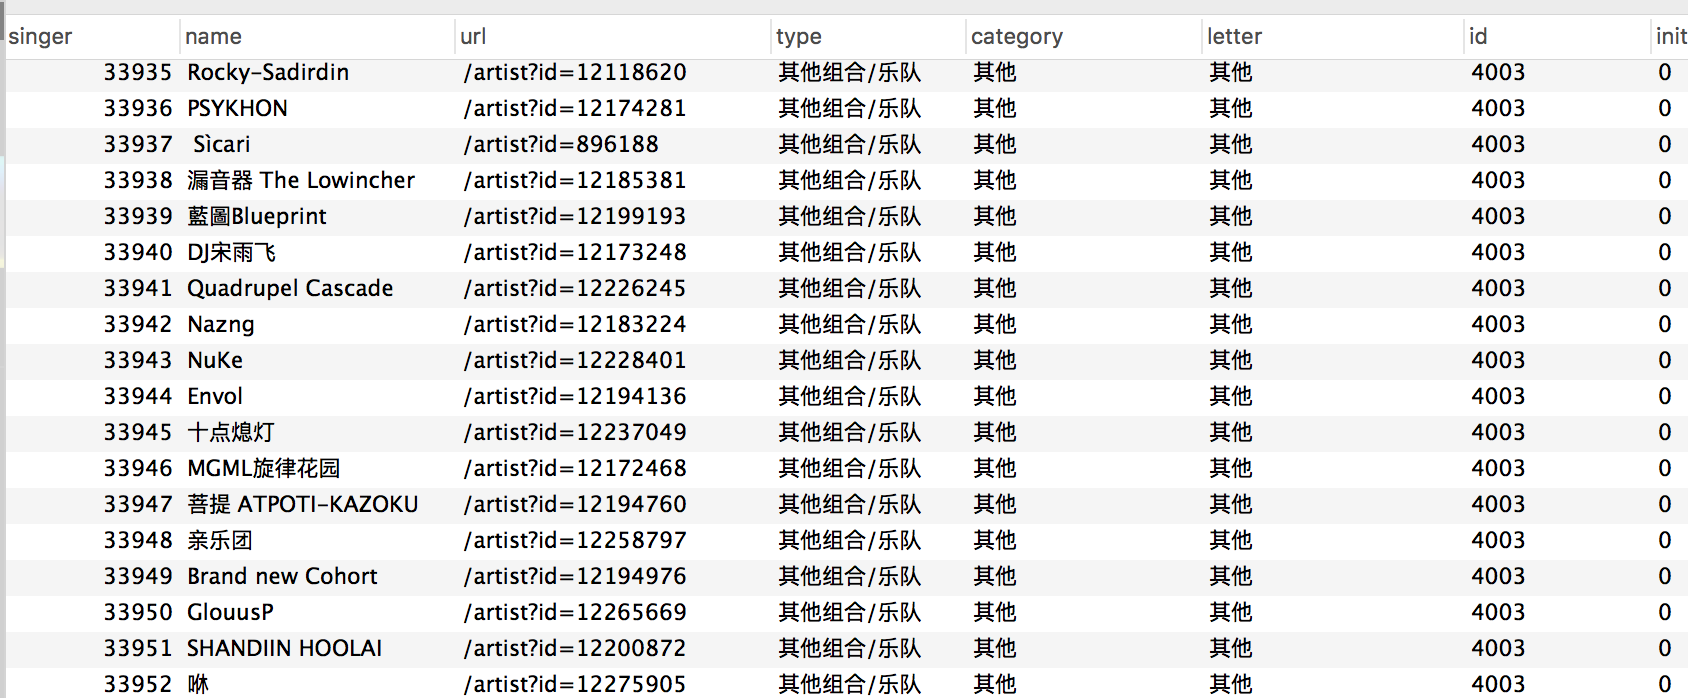 singer name url type category letter id init
33935 Rocky-Sadirdin /artist?id=12118620 其他组合/乐队 其他 其他 4003 0
33936 PSYKHON /artist?id=12174281 其他组合/乐队 其他 其他 4003 0
33937 Sìcari /artist?id=896188 其他组合/乐队 其他 其他 4003 0
33938 漏音器 The Lowincher /artist?id=12185381 其他组合/乐队 其他 其他 4003 0
33939 藍圖Blueprint /artist?id=12199193 其他组合/乐队 其他 其他 4003 0
33940 DJ宋雨飞 /artist?id=12173248 其他组合/乐队 其他 其他 4003 0
33941 Quadrupel Cascade /artist?id=12226245 其他组合/乐队 其他 其他 4003 0
33942 Nazng /artist?id=12183224 其他组合/乐队 其他 其他 4003 0
33943 NuKe /artist?id=12228401 其他组合/乐队 其他 其他 4003 0
33944 Envol /artist?id=12194136 其他组合/乐队 其他 其他 4003 0
33945 十点熄灯 /artist?id=12237049 其他组合/乐队 其他 其他 4003 0
33946 MGML旋律花园 /artist?id=12172468 其他组合/乐队 其他 其他 4003 0
33947 菩提 ATPOTI-KAZOKU /artist?id=12194760 其他组合/乐队 其他 其他 4003 0
33948 亲乐团 /artist?id=12258797 其他组合/乐队 其他 其他 4003 0
33949 Brand new Cohort /artist?id=12194976 其他组合/乐队 其他 其他 4003 0
33950 GlouusP /artist?id=12265669 其他组合/乐队 其他 其他 4003 0
33951 SHANDIIN HOOLAI /artist?id=12200872 其他组合/乐队 其他 其他 4003 0
33952 咻 /artist?id=12275905 其他组合/乐队 其他 其他 4003 0